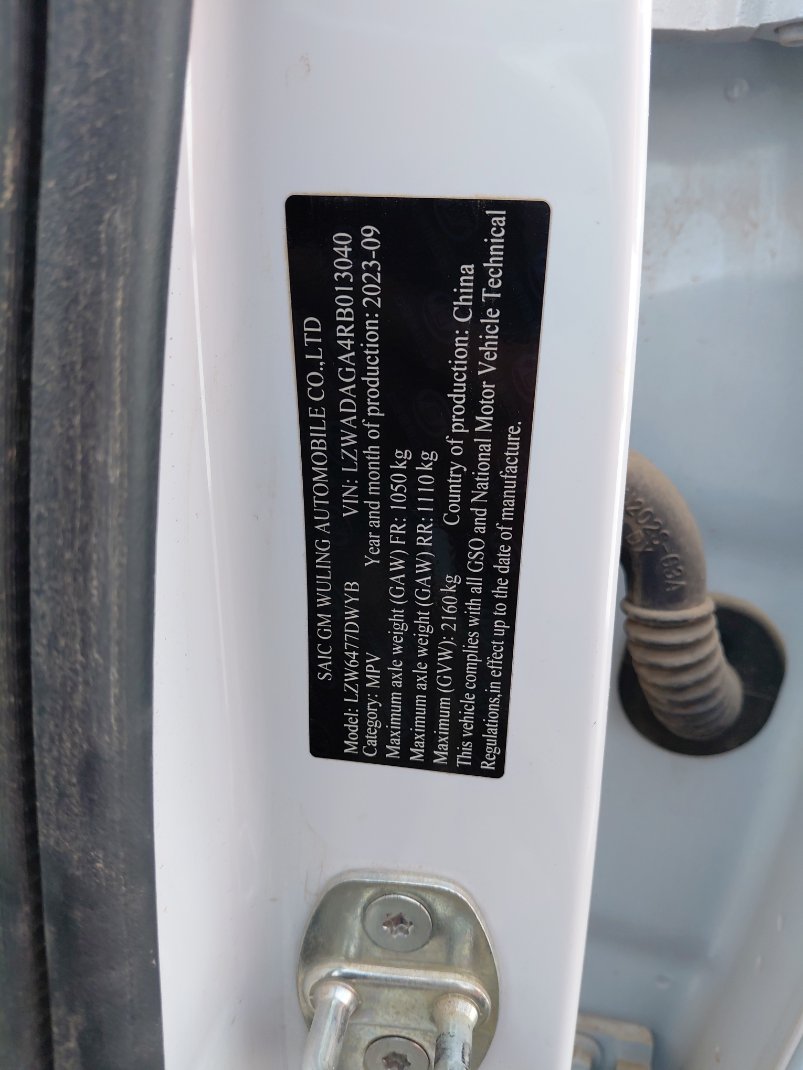 SAIC GM WULING AUTOMOBILE CO.,LTD
Model: LZW6477DWYB VIN: LZWADAGA4RB013040
Category: MPV Year and month of production: 2023-09
Maximum axle weight (GAW) FR: 1050 kg
Maximum axle weight (GAW) RR: 1110 kg
Maximum (GVW): 2160 kg Country of production: China
This vehicle complies with all GSO and National Motor Vehicle Technical
Regulations,in effect up to the date of manufacture.